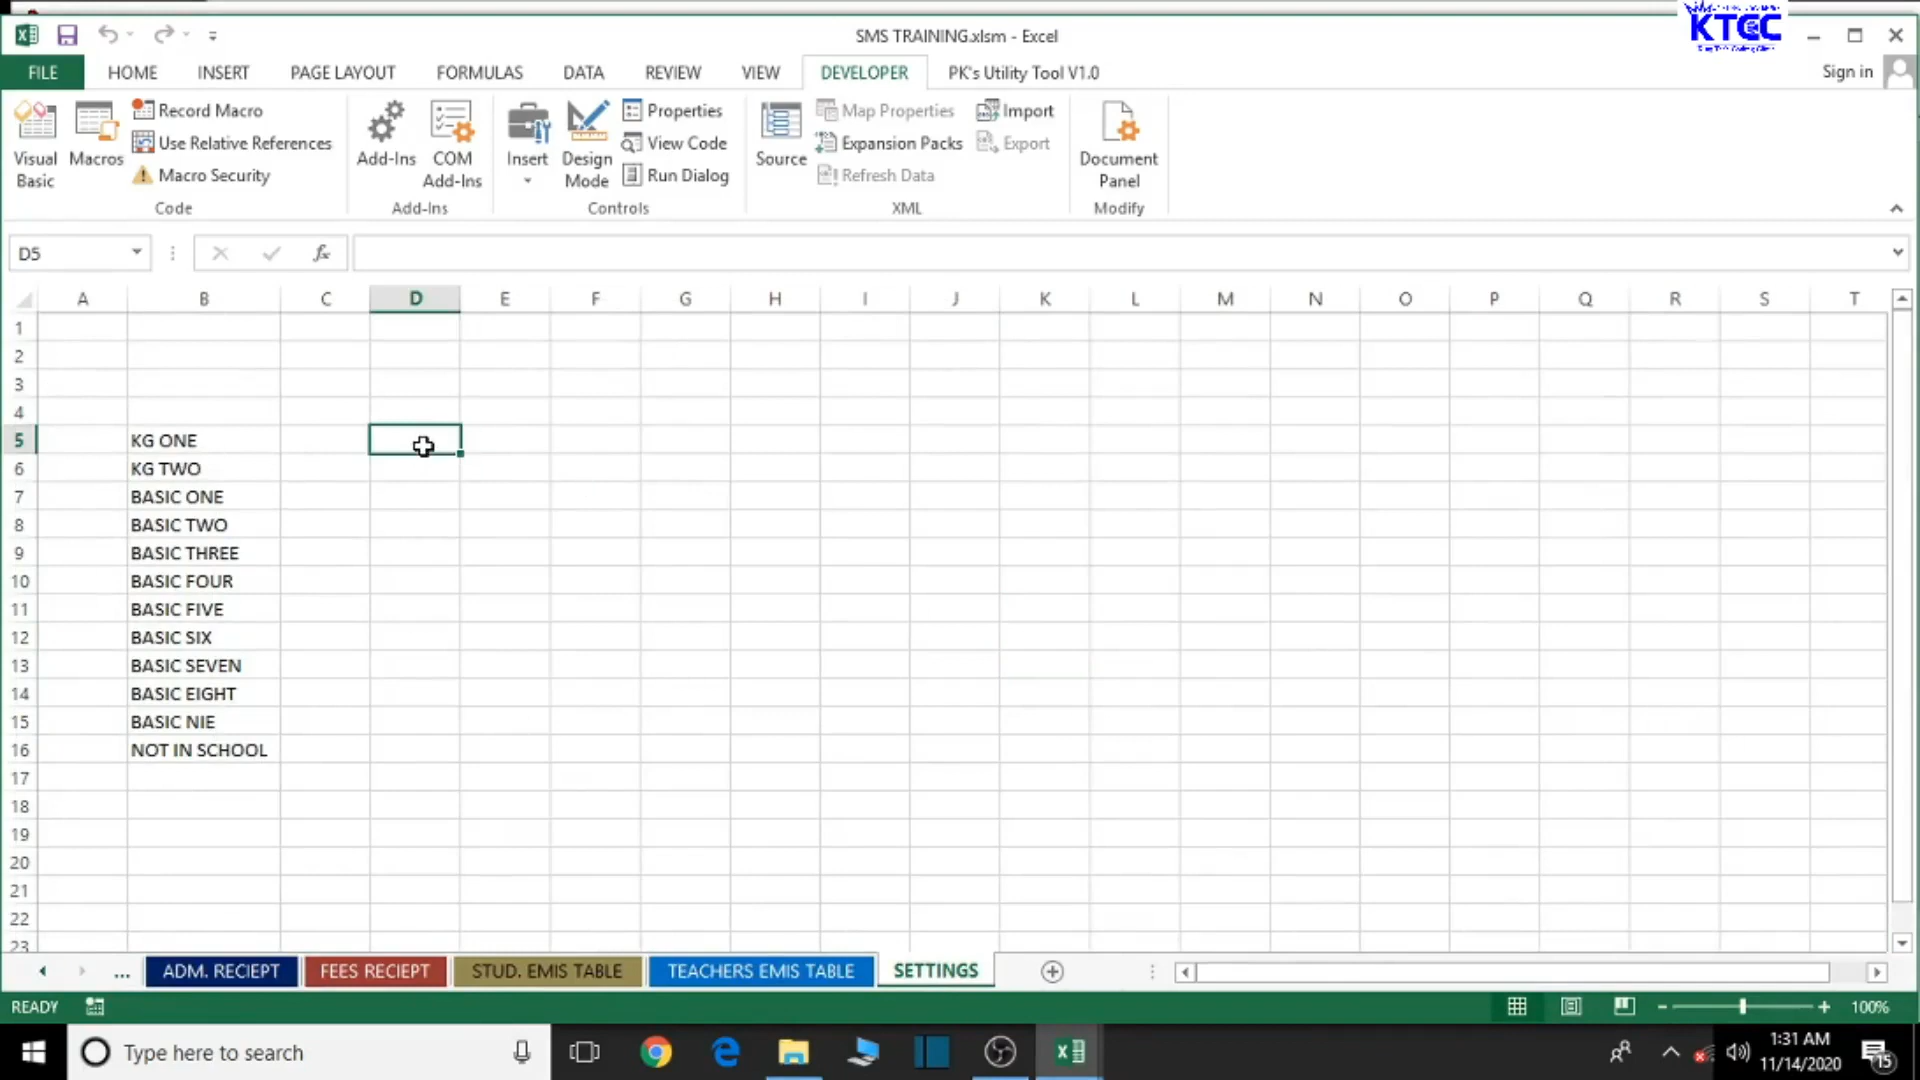 SMS TRAINING.xlsm - Excel
KTCC
FILE HOME INSERT PAGE LAYOUT FORMULAS DATA REVIEW VIEW DEVELOPER PK's Utility Tool V1.0 Sign in
Visual Basic
Macros
Record Macro
Use Relative References
Macro Security
Code
Add-Ins
COM Add-Ins
Add-Ins
Insert
Design Mode
Properties
View Code
Run Dialog
Controls
Source
Map Properties
Expansion Packs
Refresh Data
Import
Export
XML
Document Panel
Modify
D5
fx
A B C D E F G H I J K L M N O P Q R S T
1
2
3
4
5 KG ONE
6 KG TWO
7 BASIC ONE
8 BASIC TWO
9 BASIC THREE
10 BASIC FOUR
11 BASIC FIVE
12 BASIC SIX
13 BASIC SEVEN
14 BASIC EIGHT
15 BASIC NIE
16 NOT IN SCHOOL
17
18
19
20
21
22
23
... ADM. RECIEPT FEES RECIEPT STUD. EMIS TABLE TEACHERS EMIS TABLE SETTINGS
READY 100%
Type here to search
1:31 AM
11/14/2020
15